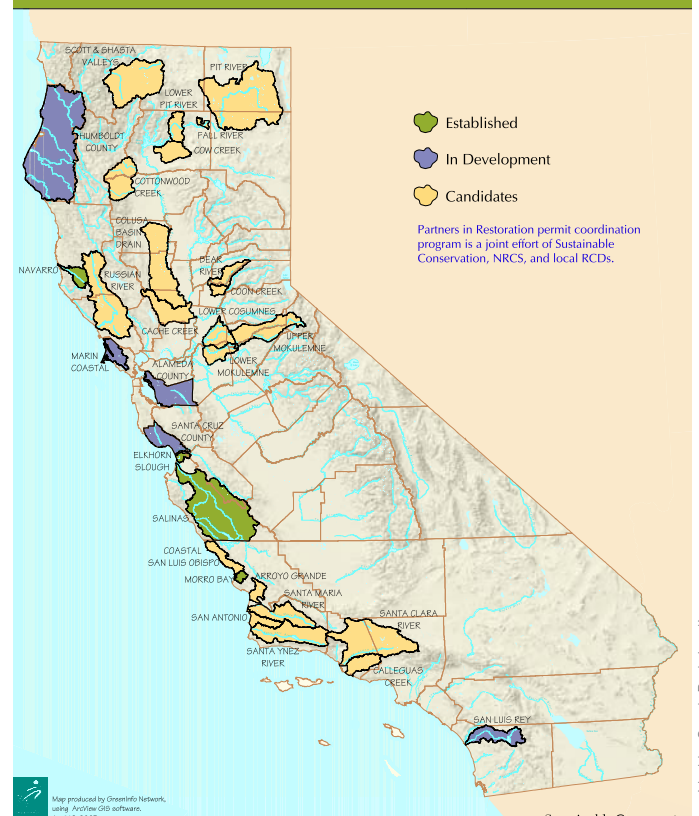 SCOTT & SHASTA
VALLEYS
PIT RIVER
LOWER
PIT RIVER
Established
HUMBOLDT
COUNTY
FALL RIVER
COW CREEK
In Development
COTTONWOOD
CREEK
Candidates
COLUSA
BASIN
DRAIN
Partners in Restoration permit coordination
program is a joint effort of Sustainable
Conservation, NRCS, and local RCDs.
NAVARRO
RUSSIAN
RIVER
BEAR
RIVER
COON CREEK
LOWER COSUMNES
CACHE CREEK
UPPER
MOKULEMNE
MARIN
COASTAL
ALAMEDA
COUNTY
LOWER
MOKULEMNE
SANTA CRUZ
COUNTY
ELKHORN
SLOUGH
SALINAS
COASTAL
SAN LUIS OBISPO
MORRO BAY
ARROYO GRANDE
SANTA MARIA
RIVER
SAN ANTONIO
SANTA CLARA
RIVER
SANTA YNEZ
RIVER
CALLEGUAS
CREEK
SAN LUIS REY
Map produced by GreenInfo Network,
using ArcView GIS software.